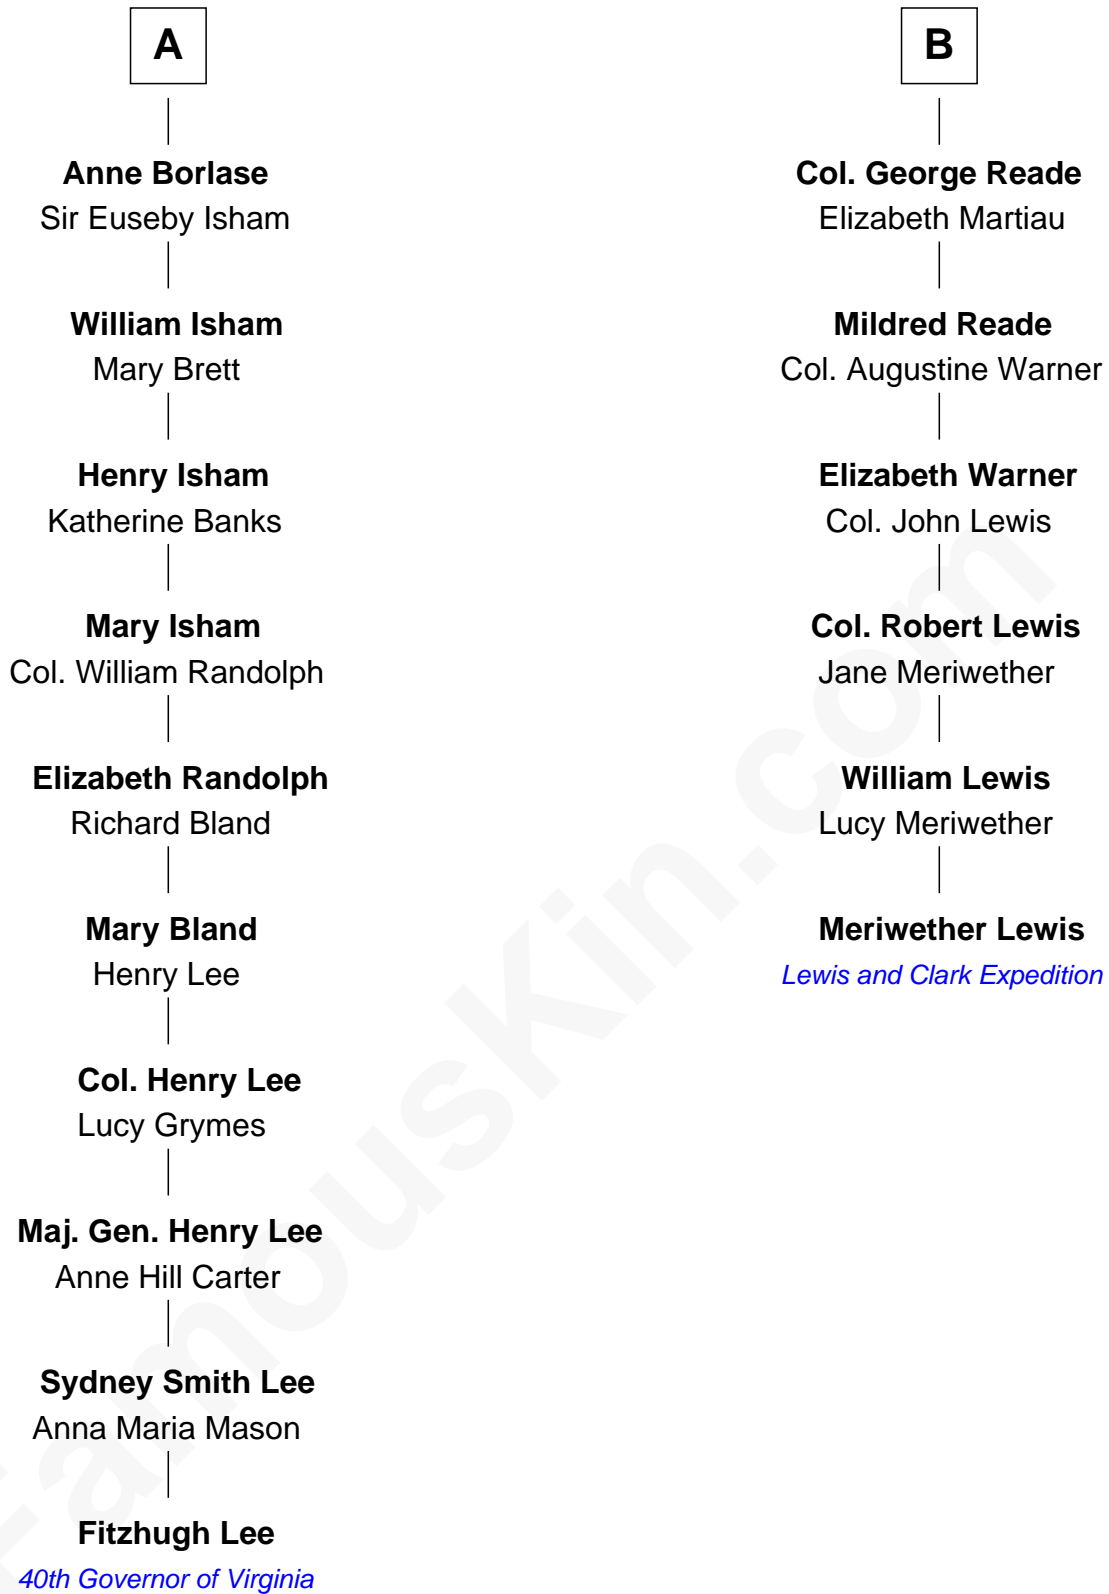 A
Anne Borlase
Sir Euseby Isham
William Isham
Mary Brett
Henry Isham
Katherine Banks
Mary Isham
Col. William Randolph
Elizabeth Randolph
Richard Bland
Mary Bland
Henry Lee
Col. Henry Lee
Lucy Grymes
Maj. Gen. Henry Lee
Anne Hill Carter
Sydney Smith Lee
Anna Maria Mason
Fitzhugh Lee
40th Governor of Virginia
B
Col. George Reade
Elizabeth Martiau
Mildred Reade
Col. Augustine Warner
Elizabeth Warner
Col. John Lewis
Col. Robert Lewis
Jane Meriwether
William Lewis
Lucy Meriwether
Meriwether Lewis
Lewis and Clark Expedition
FamousKin.com